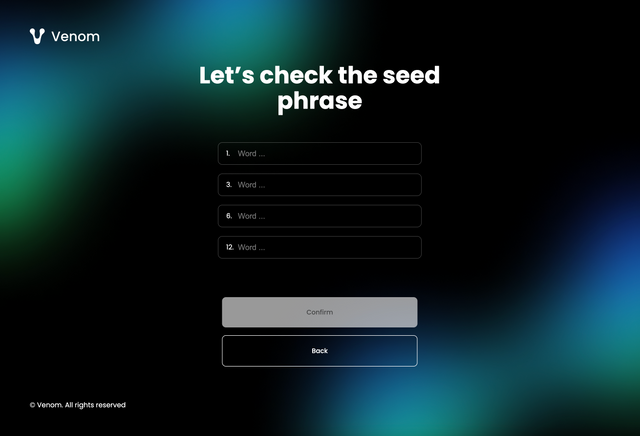 Venom
Let’s check the seed
phrase
1. Word ...
3. Word ...
6. Word ...
12. Word ...
Confirm
Back
© Venom. All rights reserved